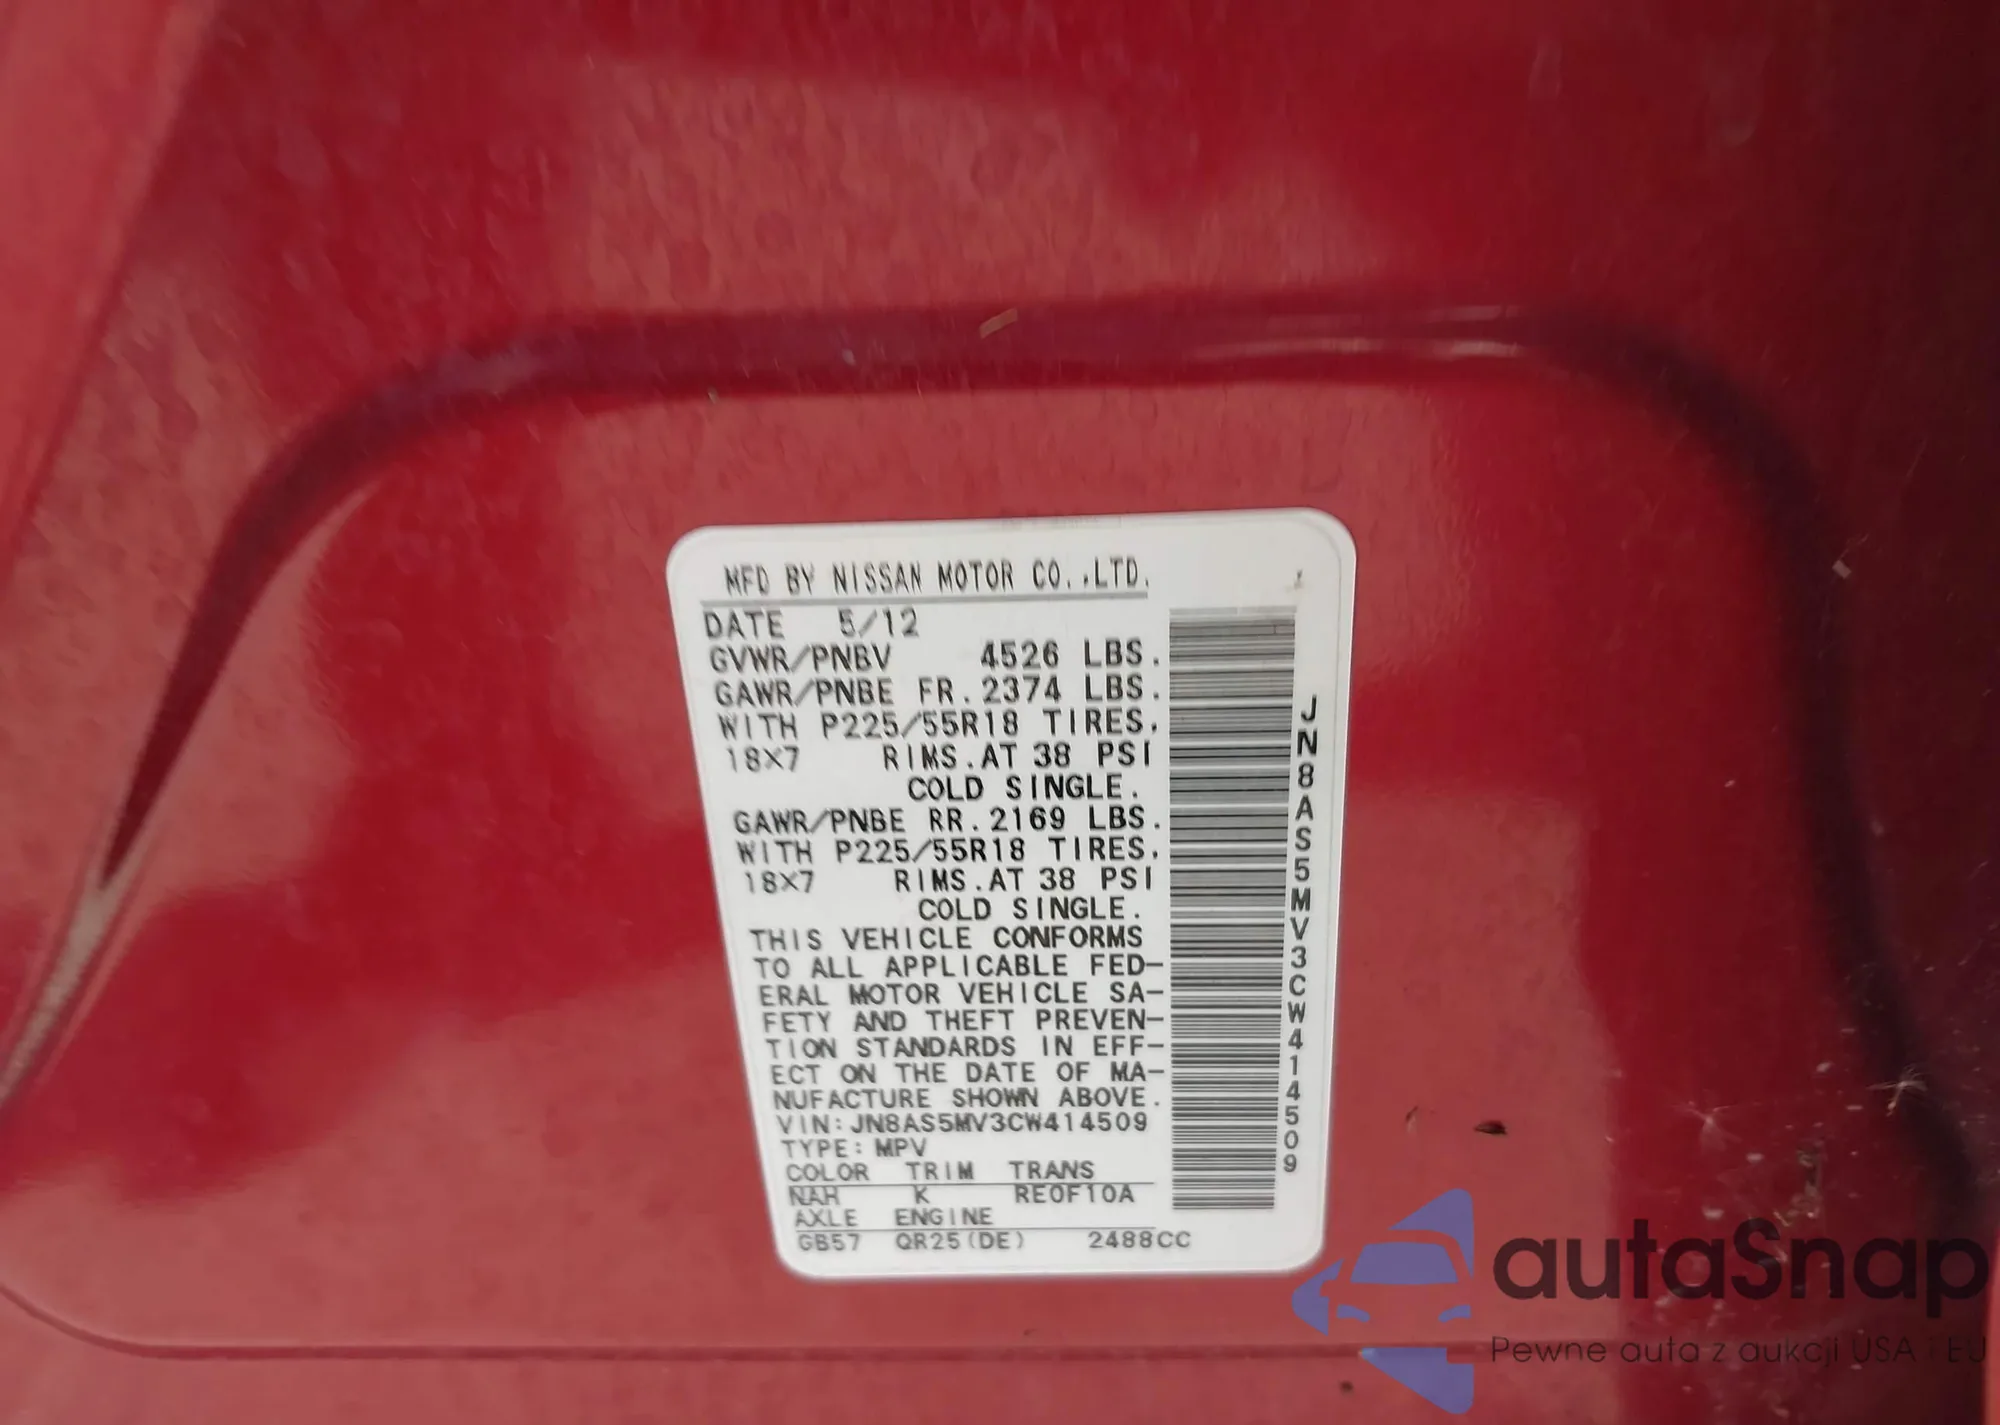 MFD BY NISSAN MOTOR CO.,LTD.
DATE 5/12
GVWR/PNBV 4526 LBS.
GAWR/PNBE FR.2374 LBS.
WITH P225/55R18 TIRES.
18X7 RIMS.AT 38 PSI
COLD SINGLE.
GAWR/PNBE RR.2169 LBS.
WITH P225/55R18 TIRES.
18X7 RIMS.AT 38 PSI
COLD SINGLE.
THIS VEHICLE CONFORMS
TO ALL APPLICABLE FED-
ERAL MOTOR VEHICLE SA-
FETY AND THEFT PREVEN-
TION STANDARDS IN EFF-
ECT ON THE DATE OF MA-
NUFACTURE SHOWN ABOVE.
VIN:JN8AS5MV3CW414509
TYPE:MPV
COLOR TRIM TRANS
NAH K RE0F10A
AXLE ENGINE
GB57 QR25(DE) 2488CC
1
JN8AS5MV3CW414509
autaSnap
Pewne auta z aukcji USA i EU